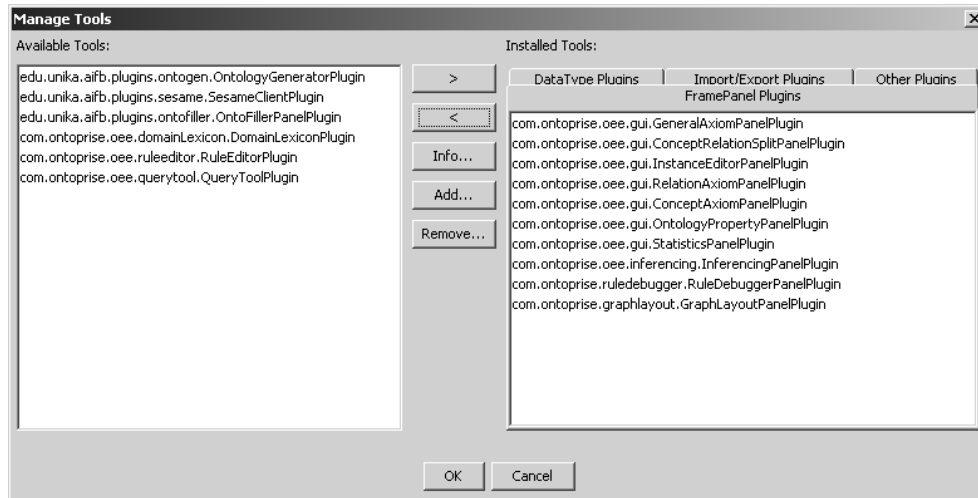 Manage Tools
Available Tools:
Installed Tools:
edu.unika.aifb.plugins.ontogen.OntologyGeneratorPlugin
edu.unika.aifb.plugins.sesame.SesameClientPlugin
edu.unika.aifb.plugins.ontofiller.OntoFillerPanelPlugin
com.ontoprise.oee.domainLexicon.DomainLexiconPlugin
com.ontoprise.oee.ruleeditor.RuleEditorPlugin
com.ontoprise.oee.querytool.QueryToolPlugin
>
<
Info...
Add...
Remove...
DataType Plugins
Import/Export Plugins
Other Plugins
FramePanel Plugins
com.ontoprise.oee.gui.GeneralAxiomPanelPlugin
com.ontoprise.oee.gui.ConceptRelationSplitPanelPlugin
com.ontoprise.oee.gui.InstanceEditorPanelPlugin
com.ontoprise.oee.gui.RelationAxiomPanelPlugin
com.ontoprise.oee.gui.ConceptAxiomPanelPlugin
com.ontoprise.oee.gui.OntologyPropertyPanelPlugin
com.ontoprise.oee.gui.StatisticsPanelPlugin
com.ontoprise.oee.inferencing.InferencingPanelPlugin
com.ontoprise.ruledebugger.RuleDebuggerPanelPlugin
com.ontoprise.graphlayout.GraphLayoutPanelPlugin
OK
Cancel